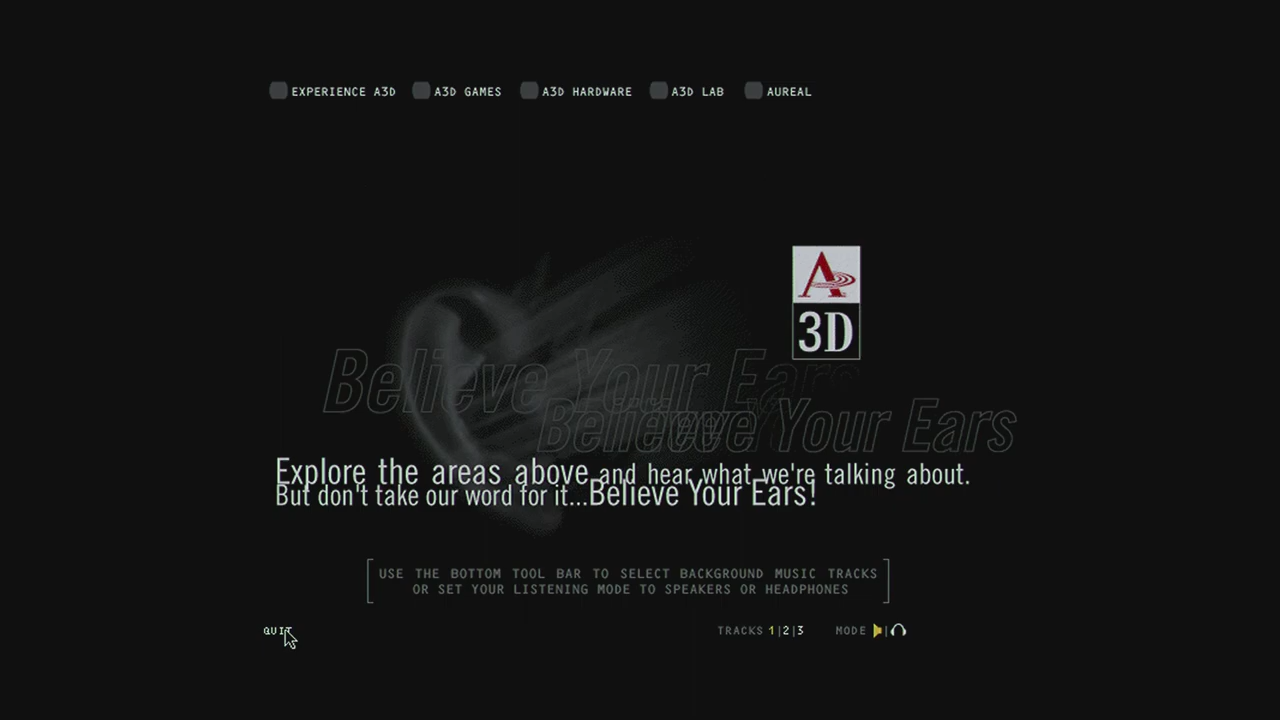 EXPERIENCE A3D A3D GAMES A3D HARDWARE A3D LAB AUREAL
A
3D
Believe Your Ears
Believe Your Ears
Explore the areas above and hear what we're talking about.
But don't take our word for it...Believe Your Ears!
USE THE BOTTOM TOOL BAR TO SELECT BACKGROUND MUSIC TRACKS
OR SET YOUR LISTENING MODE TO SPEAKERS OR HEADPHONES
QUIT TRACKS 1|2|3 MODE |